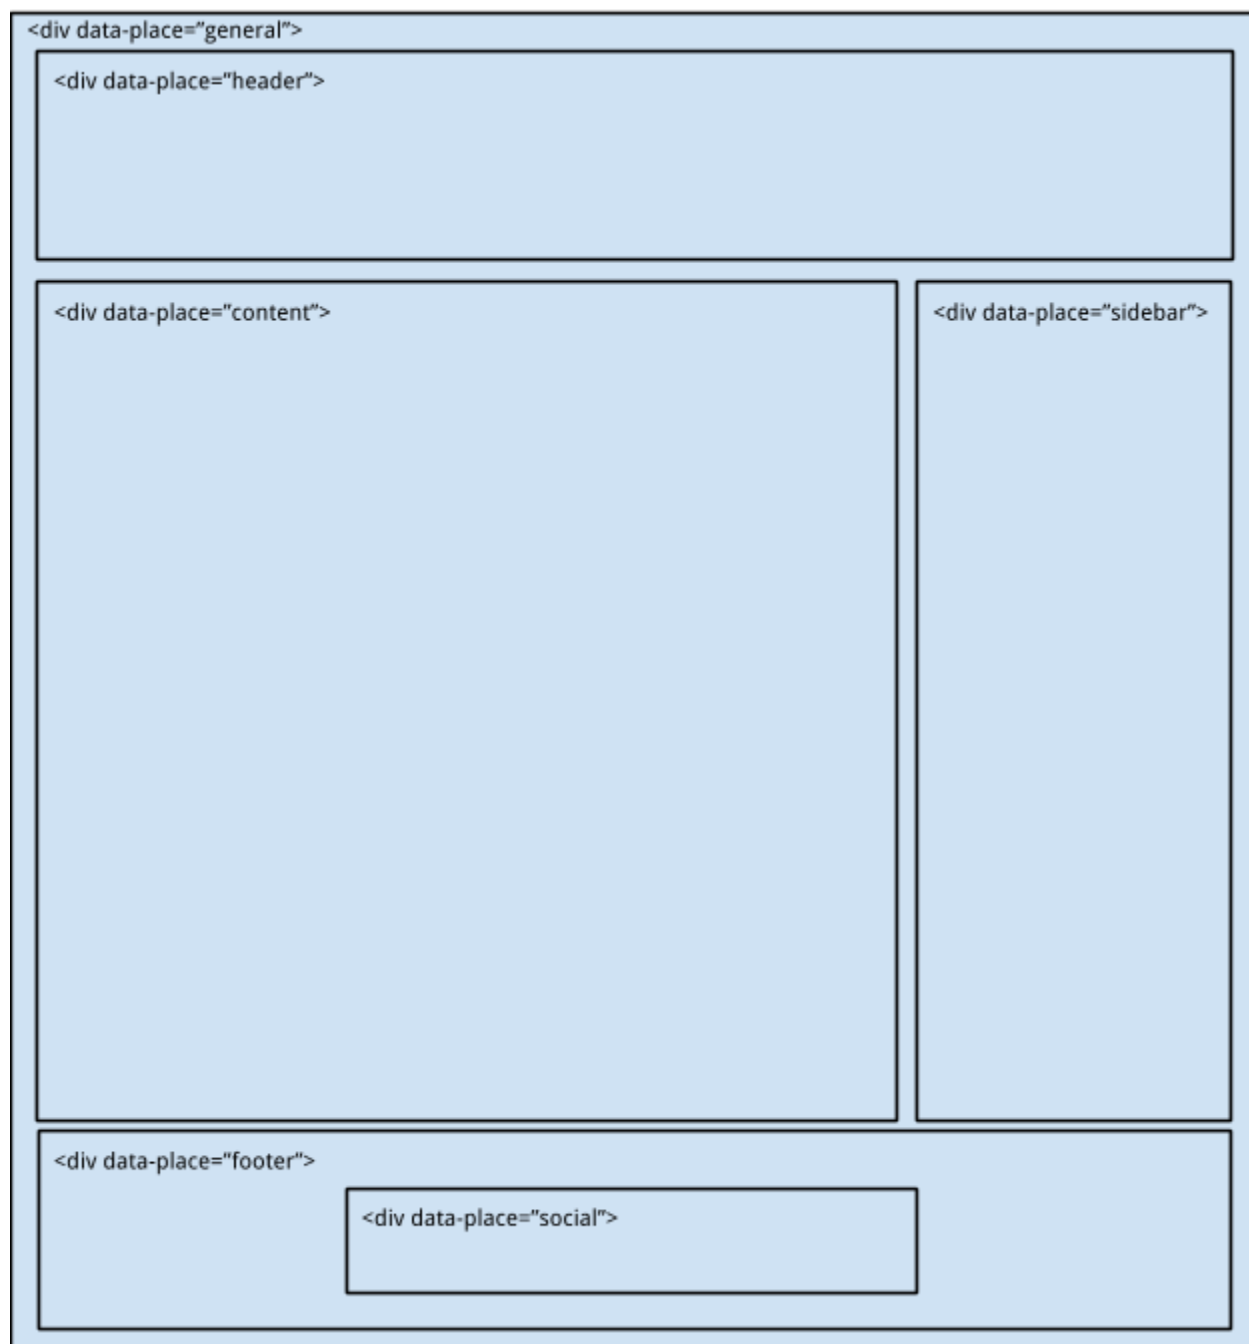 <div data-place=”general”>
<div data-place=”header”>
<div data-place=”content”>
<div data-place=”sidebar”>
<div data-place=”footer”>
<div data-place=”social”>